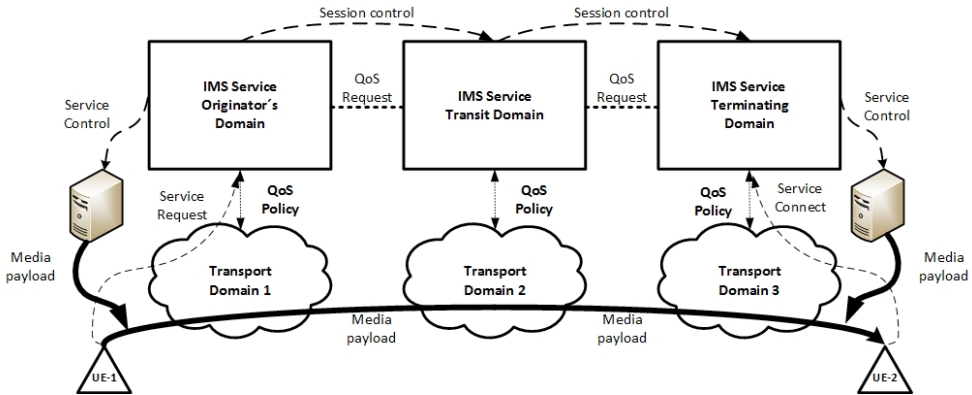 Session control
Session control
IMS Service
Originator´s
Domain
QoS
Request
IMS Service
Transit Domain
QoS
Request
IMS Service
Terminating
Domain
Service
Control
Service
Control
Service
Request
QoS
Policy
QoS
Policy
QoS
Policy
Service
Connect
Media
payload
Transport
Domain 1
Transport
Domain 2
Transport
Domain 3
Media
payload
Media
payload
Media
payload
UE-1
UE-2